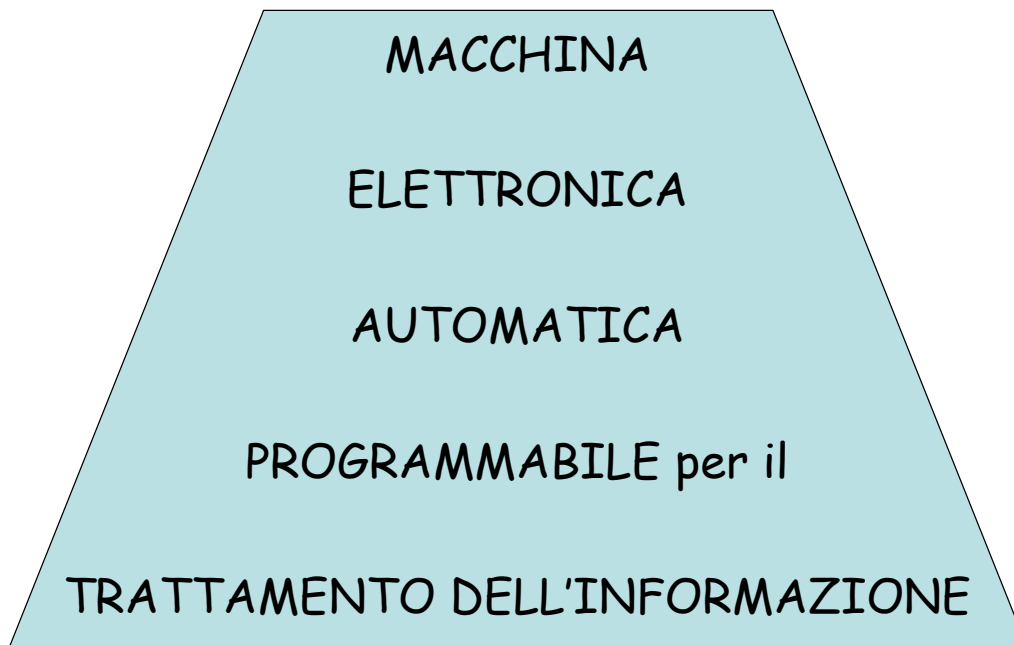 MACCHINA
ELETTRONICA
AUTOMATICA
PROGRAMMABILE per il
TRATTAMENTO DELL’INFORMAZIONE